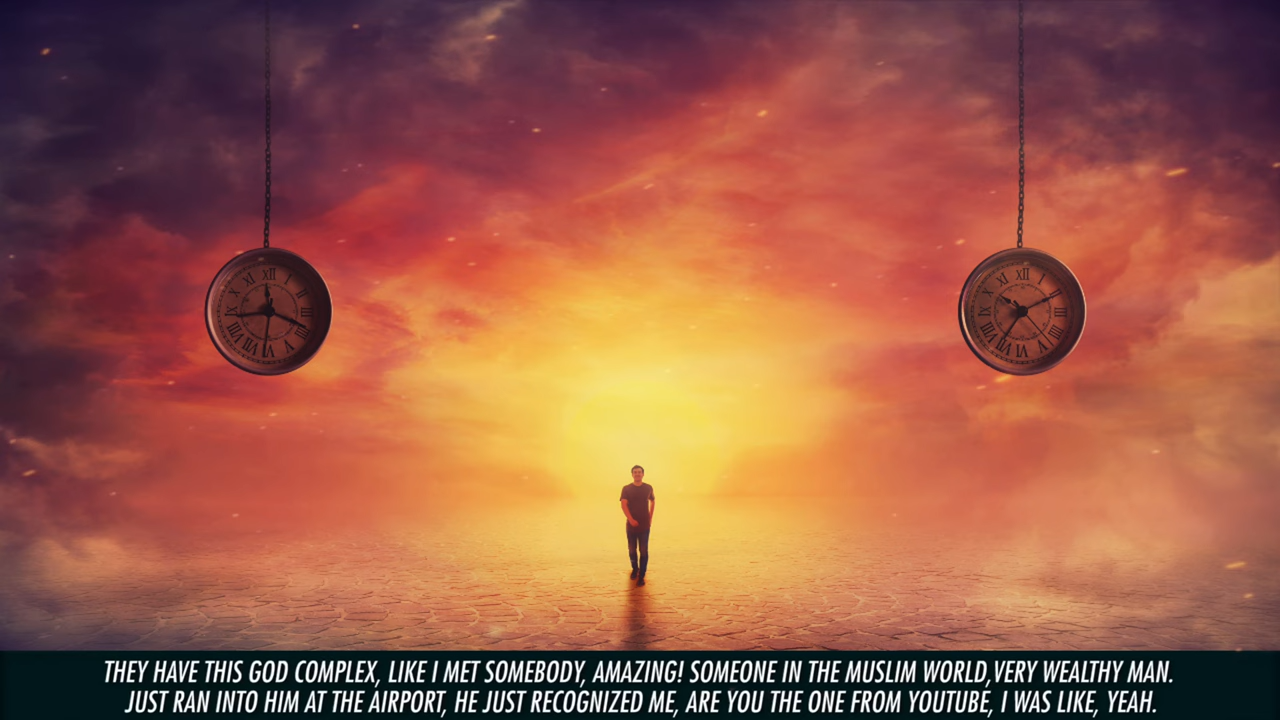 THEY HAVE THIS GOD COMPLEX, LIKE I MET SOMEBODY, AMAZING! SOMEONE IN THE MUSLIM WORLD,VERY WEALTHY MAN.
JUST RAN INTO HIM AT THE AIRPORT, HE JUST RECOGNIZED ME, ARE YOU THE ONE FROM YOUTUBE, I WAS LIKE, YEAH.